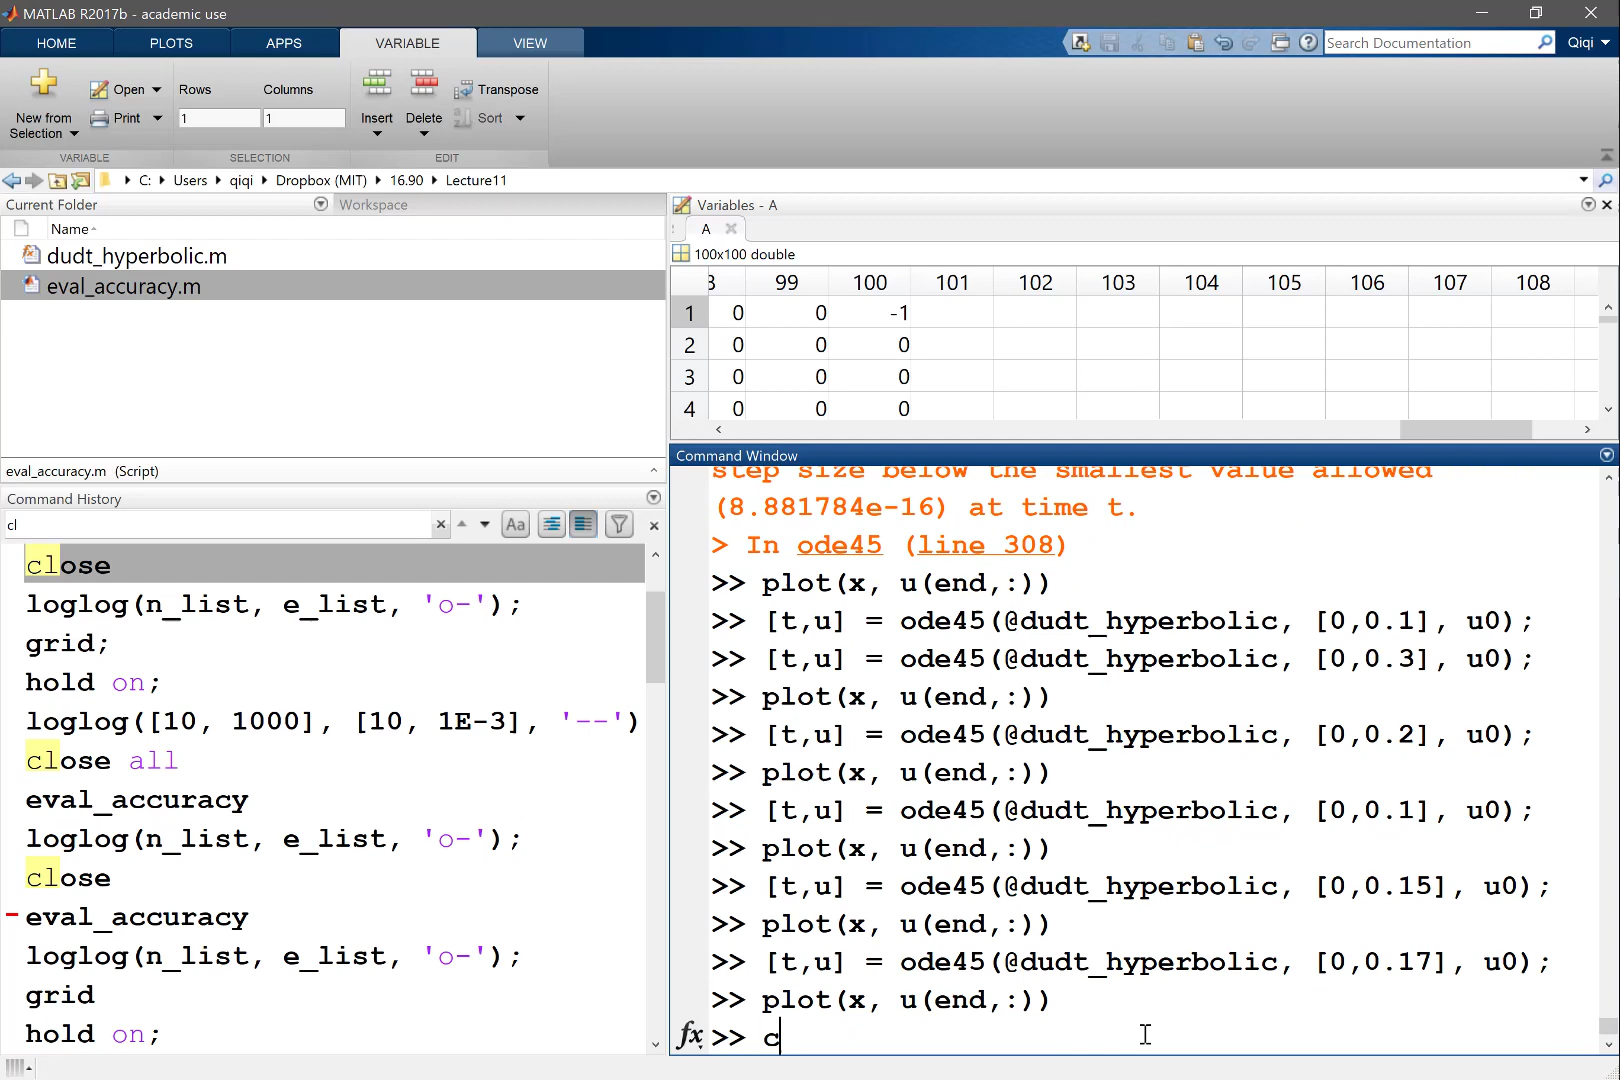 MATLAB R2017b - academic use
HOME PLOTS APPS VARIABLE VIEW
Search Documentation Qiqi
New from Selection
Open
Print
Rows Columns
1 1
Insert Delete Transpose
Sort
VARIABLE SELECTION EDIT
C: Users qiqi Dropbox (MIT) 16.90 Lecture11
Current Folder Workspace
Name
dudt_hyperbolic.m
eval_accuracy.m
eval_accuracy.m (Script)
Command History
cl
Aa
close
loglog(n_list, e_list, 'o-');
grid;
hold on;
loglog([10, 1000], [10, 1E-3], '--')
close all
eval_accuracy
loglog(n_list, e_list, 'o-');
close
eval_accuracy
loglog(n_list, e_list, 'o-');
grid
hold on;
Variables - A
A
100x100 double
99 100 101 102 103 104 105 106 107 108
1 0 0 -1
2 0 0 0
3 0 0 0
4 0 0 0
Command Window
step size below the smallest value allowed
(8.881784e-16) at time t.
> In ode45 (line 308)
>> plot(x, u(end,:))
>> [t,u] = ode45(@dudt_hyperbolic, [0,0.1], u0);
>> [t,u] = ode45(@dudt_hyperbolic, [0,0.3], u0);
>> plot(x, u(end,:))
>> [t,u] = ode45(@dudt_hyperbolic, [0,0.2], u0);
>> plot(x, u(end,:))
>> [t,u] = ode45(@dudt_hyperbolic, [0,0.1], u0);
>> plot(x, u(end,:))
>> [t,u] = ode45(@dudt_hyperbolic, [0,0.15], u0);
>> plot(x, u(end,:))
>> [t,u] = ode45(@dudt_hyperbolic, [0,0.17], u0);
>> plot(x, u(end,:))
fx >> c